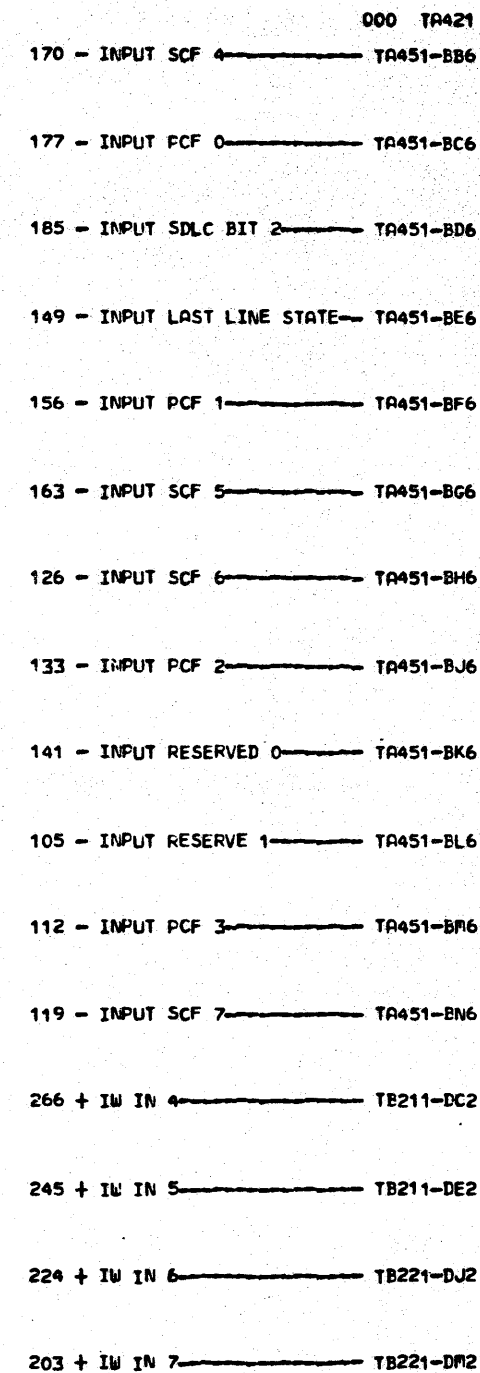 000 TA421
170 - INPUT SCF 4 TA451-BB6
177 - INPUT PCF 0 TA451-BC6
185 - INPUT SDLC BIT 2 TA451-BD6
149 - INPUT LAST LINE STATE TA451-BE6
156 - INPUT PCF 1 TA451-BF6
163 - INPUT SCF 5 TA451-BG6
126 - INPUT SCF 6 TA451-BH6
133 - INPUT PCF 2 TA451-BJ6
141 - INPUT RESERVED 0 TA451-BK6
105 - INPUT RESERVE 1 TA451-BL6
112 - INPUT PCF 3 TA451-BM6
119 - INPUT SCF 7 TA451-BN6
266 + IW IN 4 TB211-DC2
245 + IW IN 5 TB211-DE2
224 + IW IN 6 TB221-DJ2
203 + IW IN 7 TB221-DM2